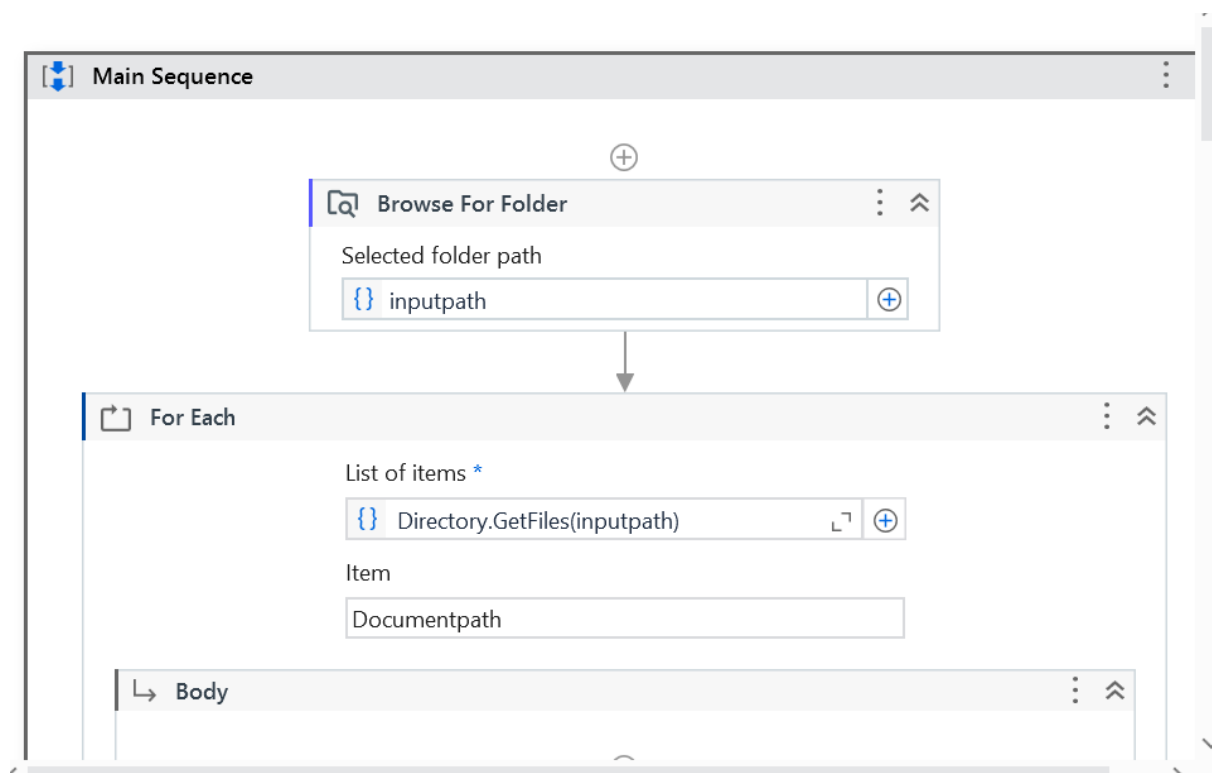 Main Sequence
Browse For Folder
Selected folder path
{} inputpath
For Each
List of items *
{} Directory.GetFiles(inputpath)
Item
Documentpath
Body